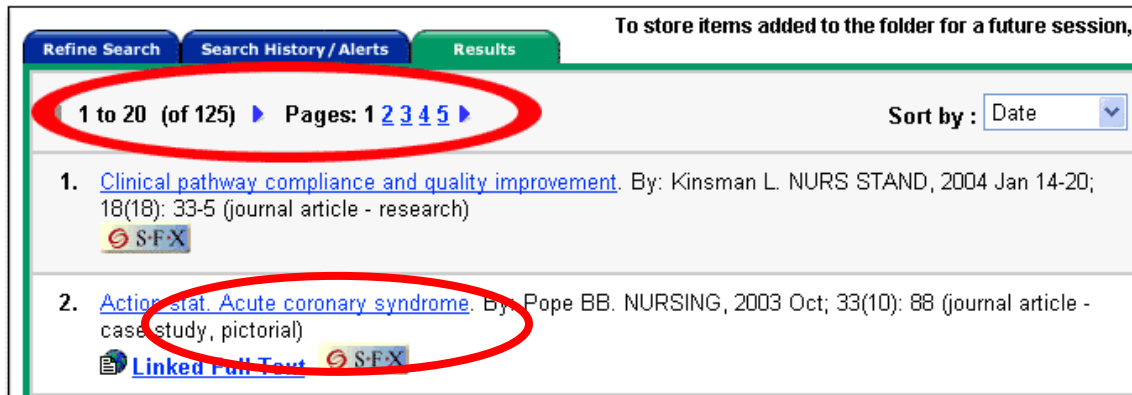 To store items added to the folder for a future session,
Refine Search Search History/Alerts Results
1 to 20 (of 125) Pages: 1 2 3 4 5 Sort by : Date
1. Clinical pathway compliance and quality improvement. By: Kinsman L. NURS STAND, 2004 Jan 14-20;
18(18): 33-5 (journal article - research)
S·F·X
2. Action stat. Acute coronary syndrome. By: Pope BB. NURSING, 2003 Oct; 33(10): 88 (journal article -
case study, pictorial)
Linked Full Text S·F·X